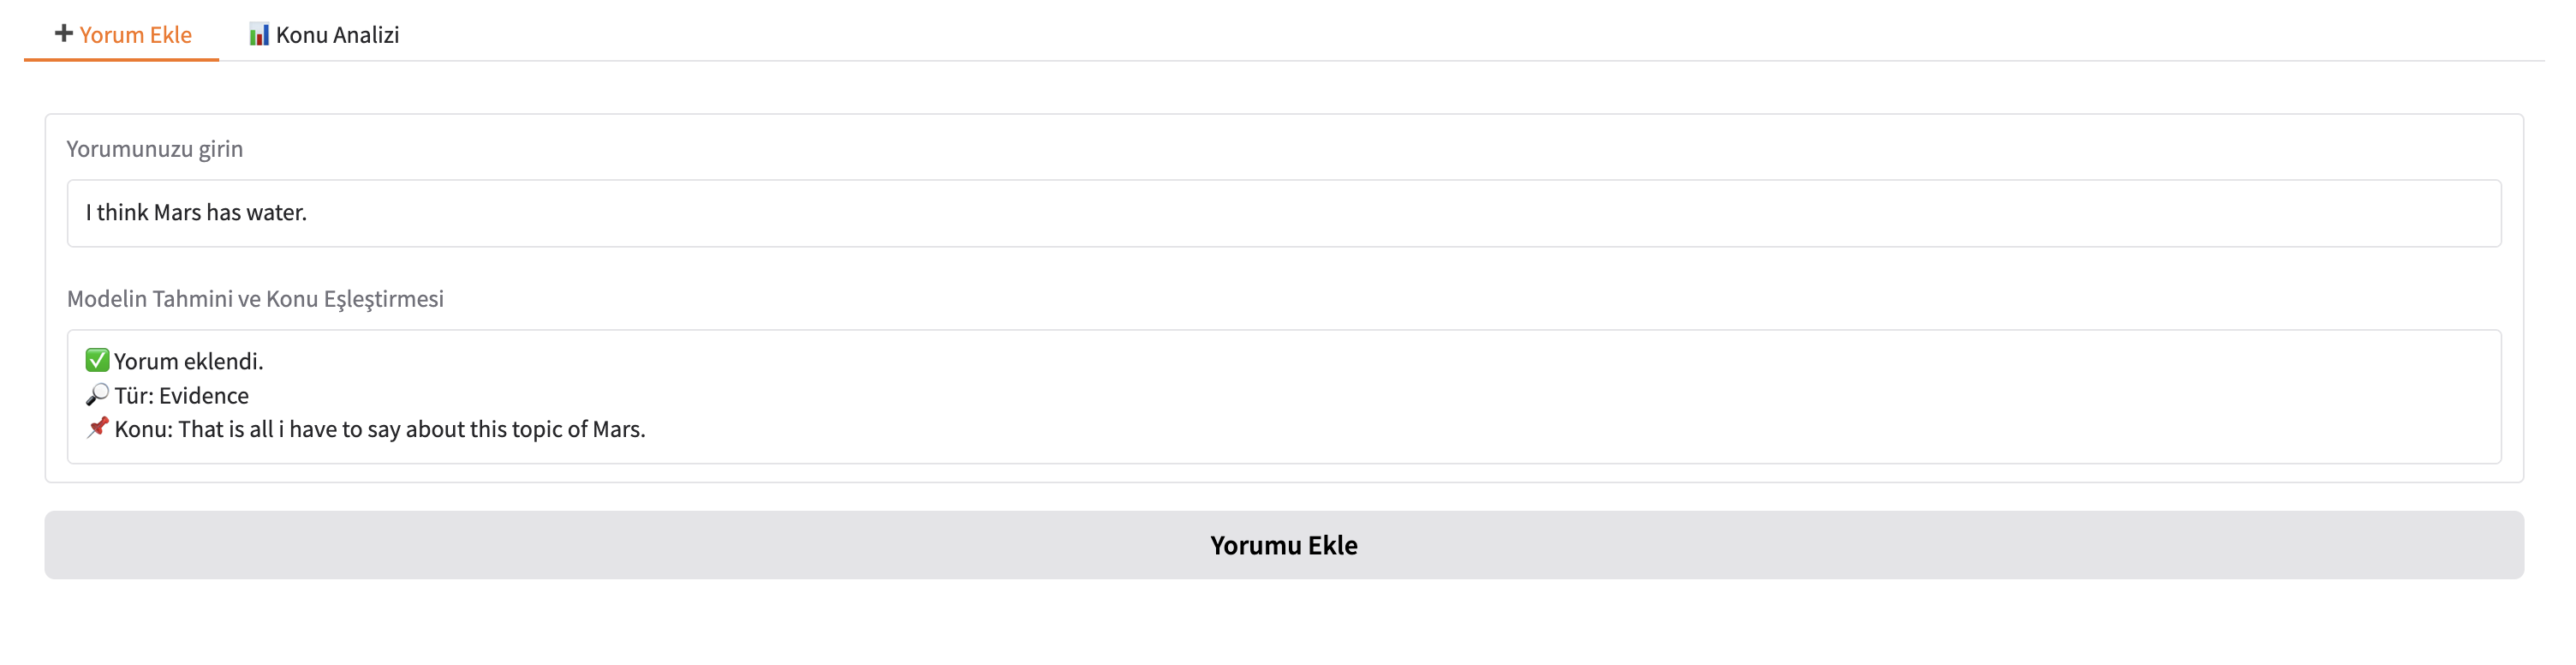 ➕ Yorum Ekle
📊 Konu Analizi
Yorumunuzu girin
I think Mars has water.
Modelin Tahmini ve Konu Eşleştirmesi
✅ Yorum eklendi.
🔎 Tür: Evidence
📌 Konu: That is all i have to say about this topic of Mars.
Yorumu Ekle